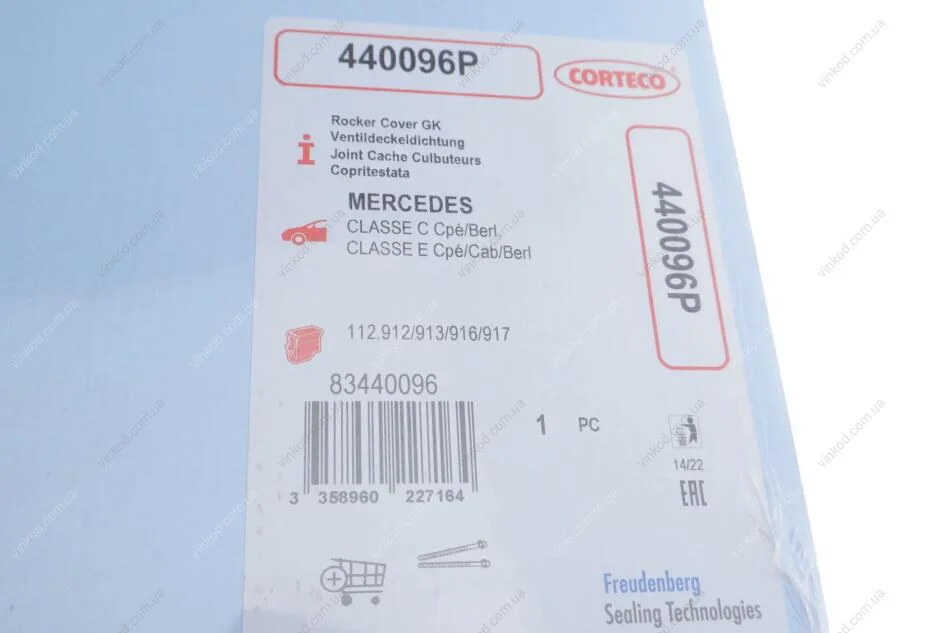 440096P
CORTECO
Rocker Cover GK
Ventildeckeldichtung
Joint Cache Culbuteurs
Copritestata
MERCEDES
CLASSE C Cpé/Berl.
CLASSE E Cpé/Cab/Berl
440096P
112.912/913/916/917
83440096
1 PC
3 358960 227164
14/22
EAC
Freudenberg
Sealing Technologies
vinkod.com.ua